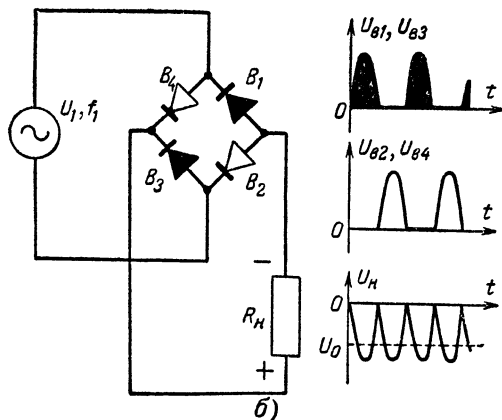 U₁, f₁
B₄
B₁
B₃
B₂
−
Rн
+
б)
Uв1, Uв3
t
0
Uв2, Uв4
t
0
Uн
t
0
U₀